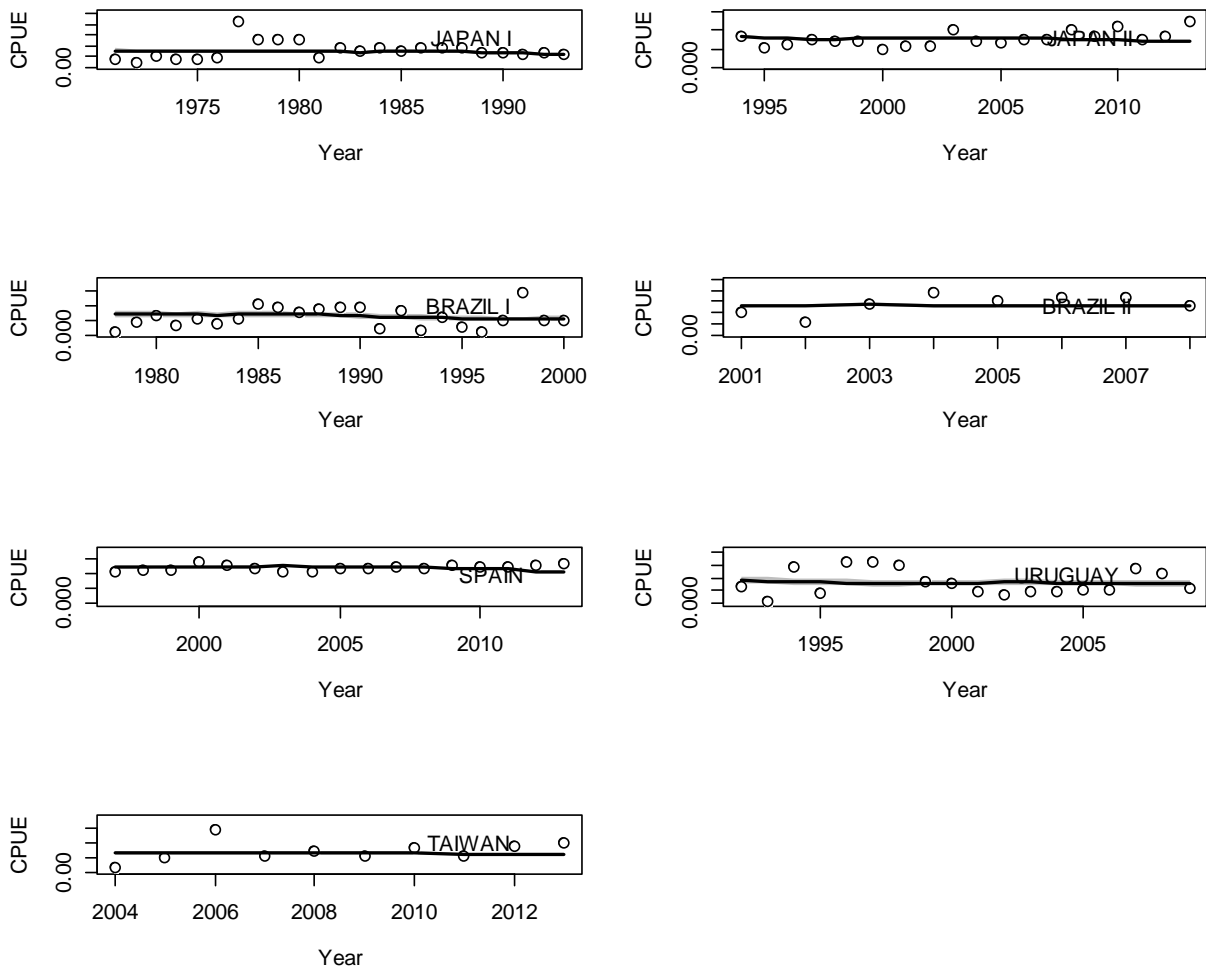 CPUE
0.00
JAPAN I
1975 1980 1985 1990
Year
CPUE
0.000
JAPAN II
1995 2000 2005 2010
Year
CPUE
0.000
BRAZIL I
1980 1985 1990 1995 2000
Year
CPUE
0.00
BRAZIL II
2001 2003 2005 2007
Year
CPUE
0.000
SPAIN
2000 2005 2010
Year
CPUE
0.000
URUGUAY
1995 2000 2005
Year
CPUE
0.00
TAIWAN
2004 2006 2008 2010 2012
Year